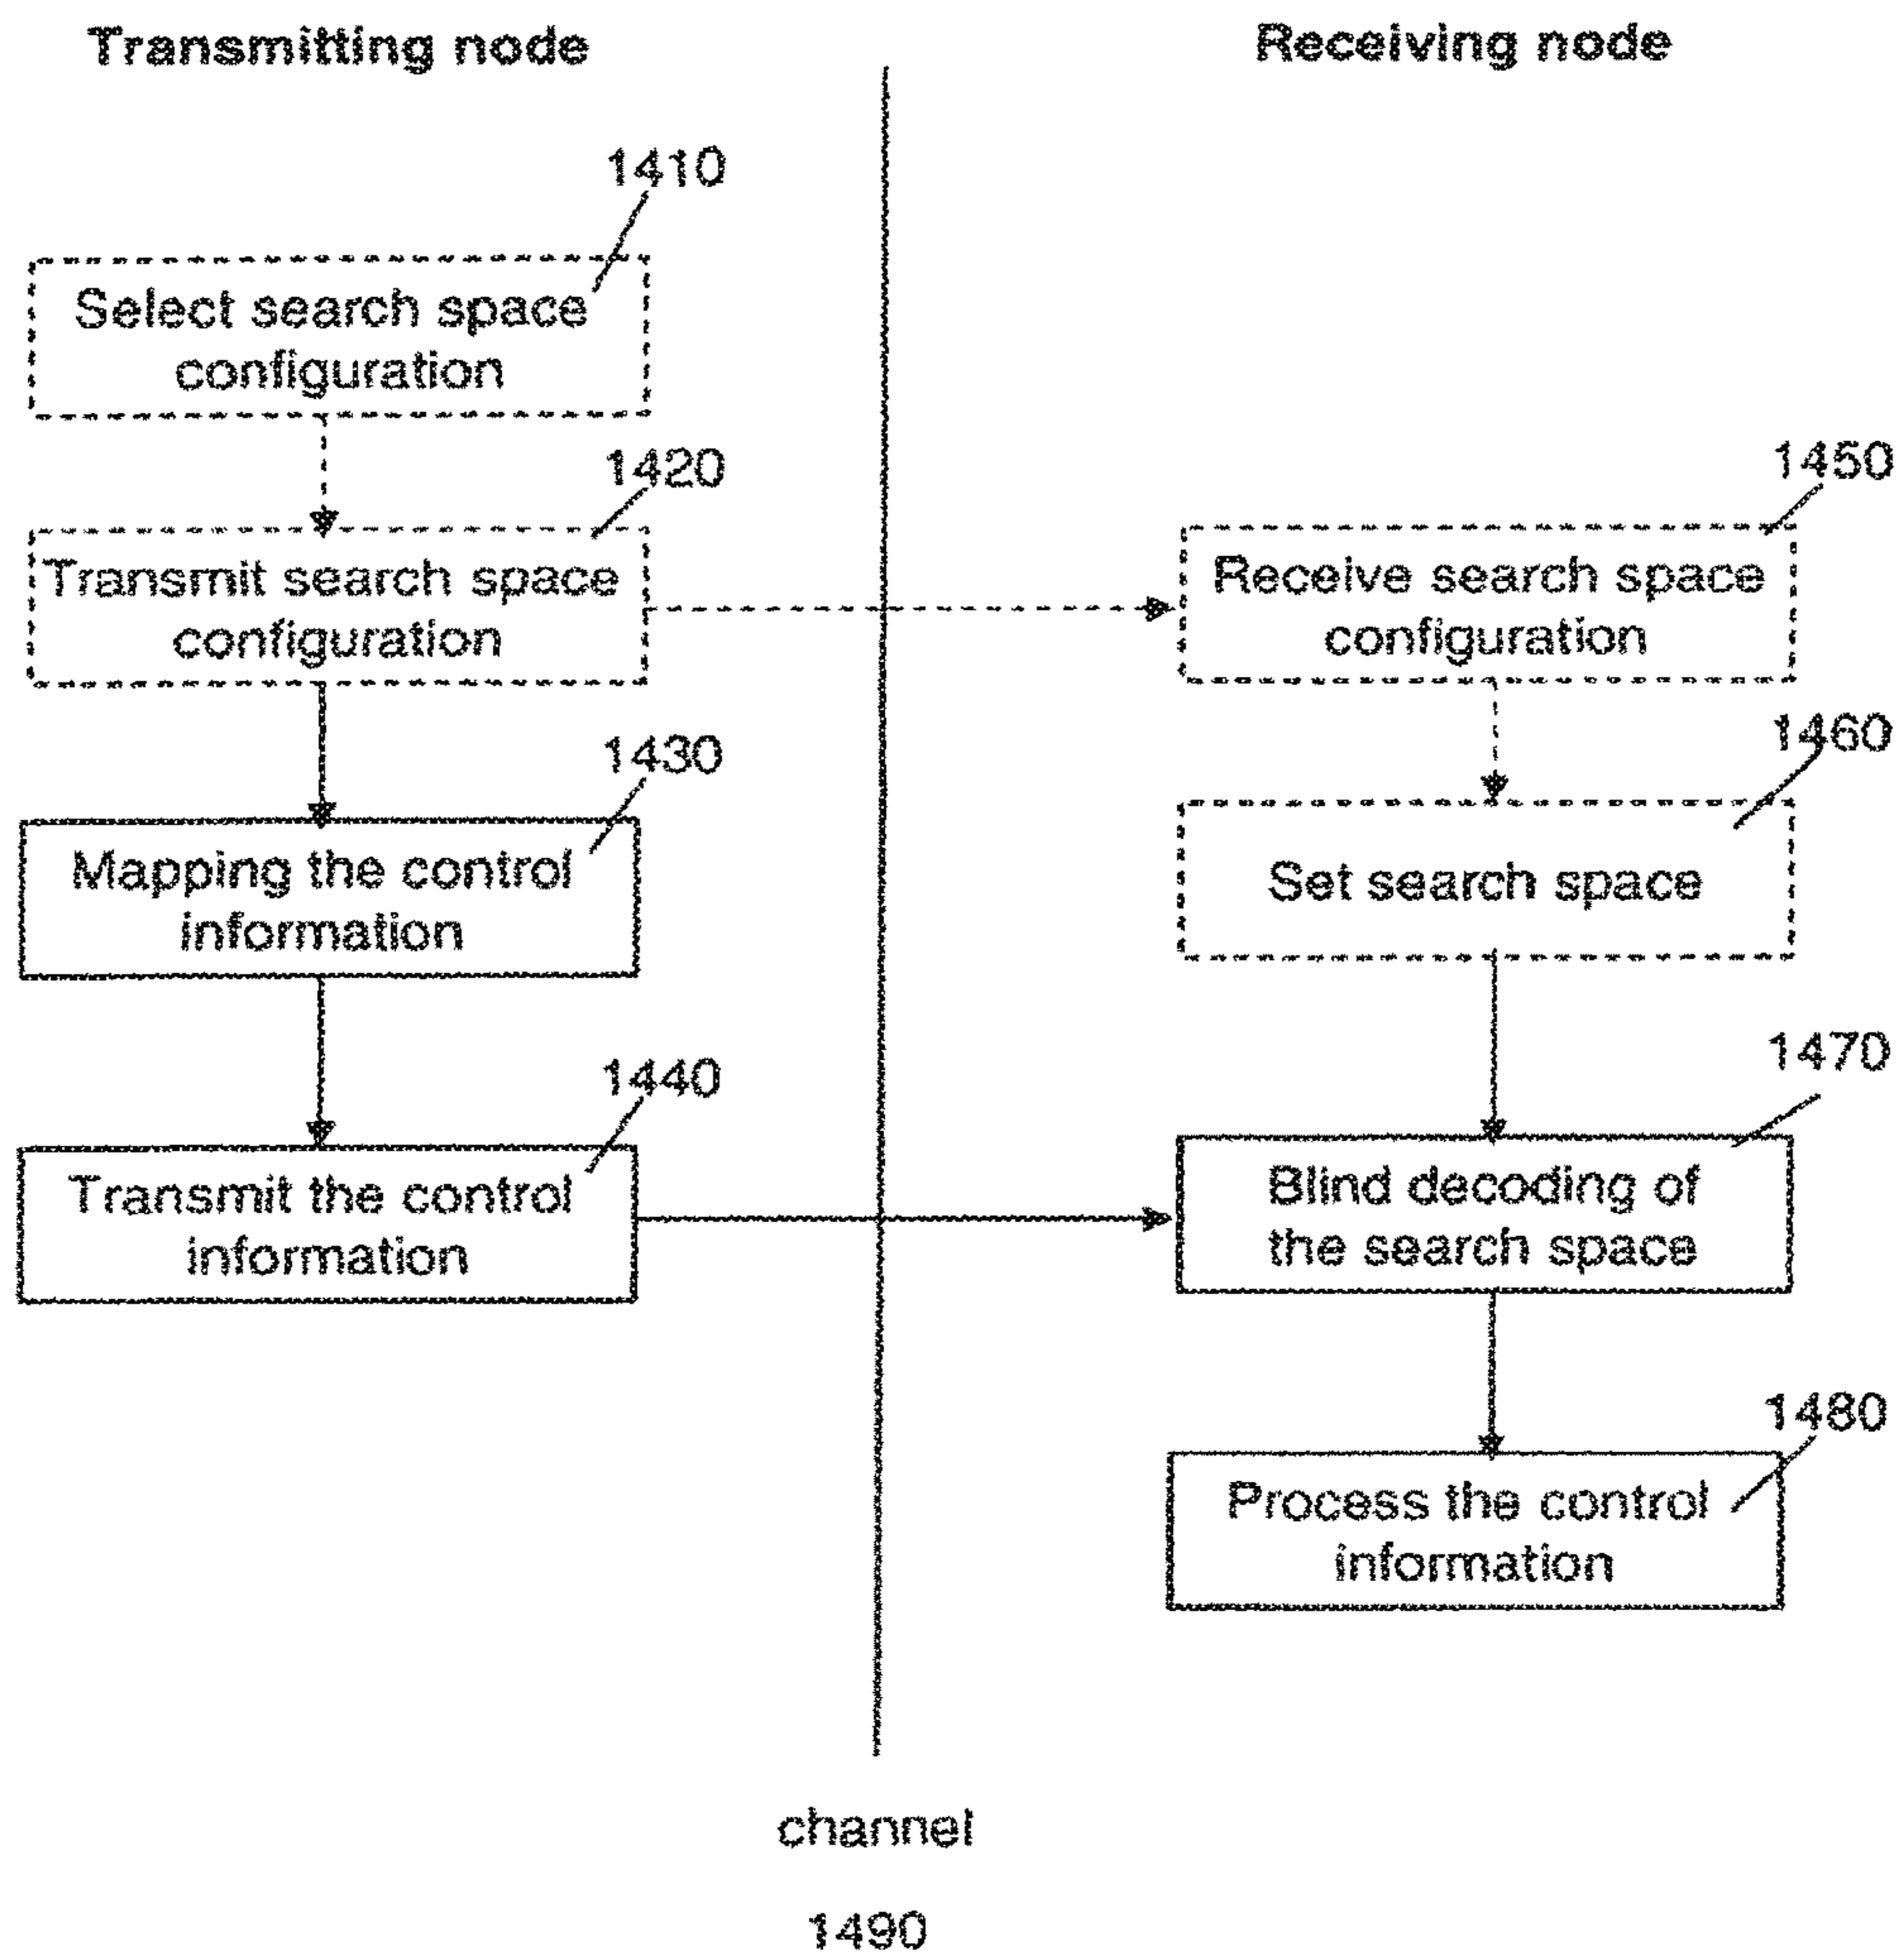 Transmitting node
Receiving node
1410
Select search space
configuration
1420
Transmit search space
configuration
1450
Receive search space
configuration
1430
Mapping the control
information
1460
Set search space
1440
Transmit the control
information
1470
Blind decoding of
the search space
1480
Process the control
information
channel
1490